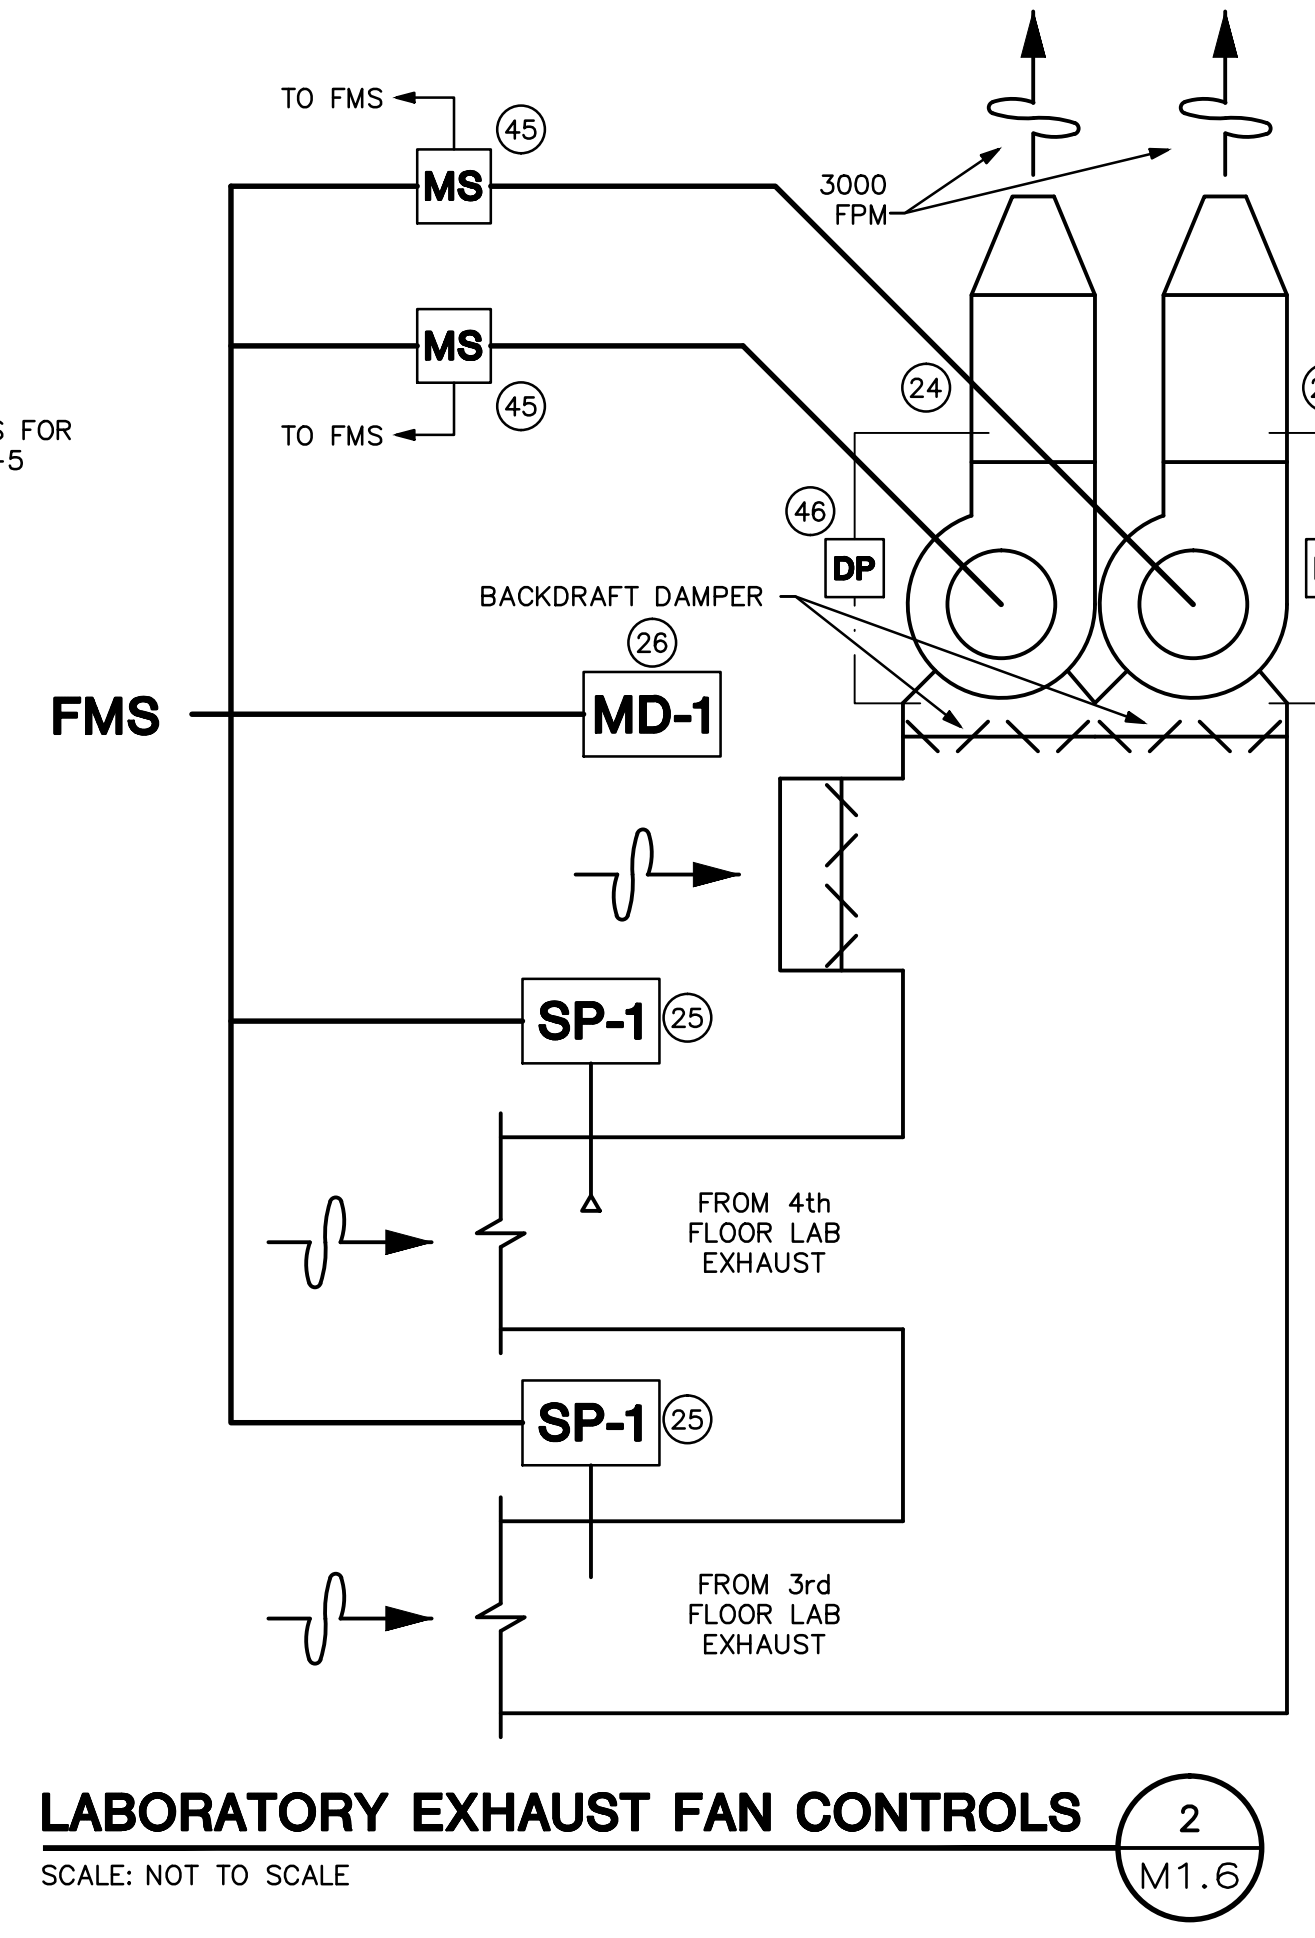 TO FMS
45
MS
3000
FPM
MS
45
TO FMS
24
S FOR
-5
46
DP
BACKDRAFT DAMPER
26
FMS
MD-1
SP-1
25
FROM 4th
FLOOR LAB
EXHAUST
SP-1
25
FROM 3rd
FLOOR LAB
EXHAUST
LABORATORY EXHAUST FAN CONTROLS
2
M1.6
SCALE: NOT TO SCALE